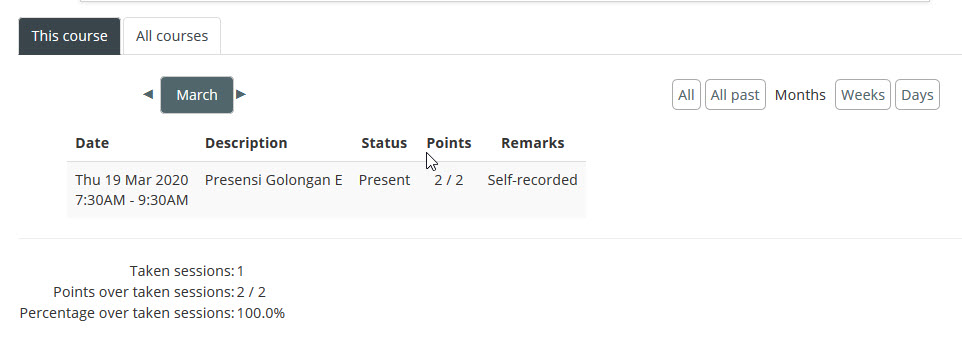 This course All courses
◄ March ► All All past Months Weeks Days
Date Description Status Points Remarks
Thu 19 Mar 2020 Presensi Golongan E Present 2 / 2 Self-recorded
7:30AM - 9:30AM
Taken sessions: 1
Points over taken sessions: 2 / 2
Percentage over taken sessions: 100.0%